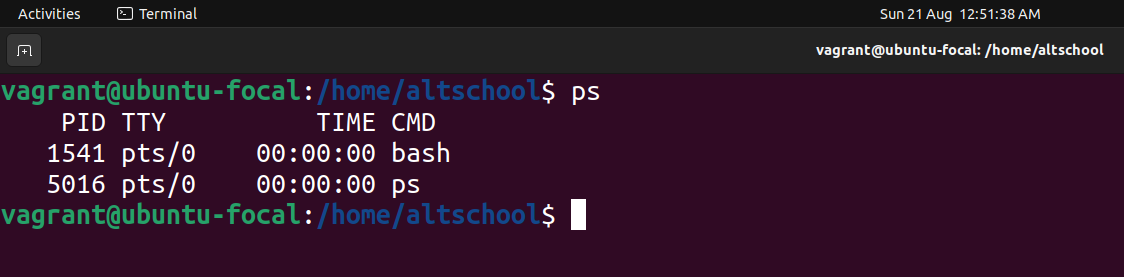 Activities Terminal Sun 21 Aug 12:51:38 AM
vagrant@ubuntu-focal: /home/altschool
vagrant@ubuntu-focal:/home/altschool$ ps
    PID TTY          TIME CMD
   1541 pts/0    00:00:00 bash
   5016 pts/0    00:00:00 ps
vagrant@ubuntu-focal:/home/altschool$